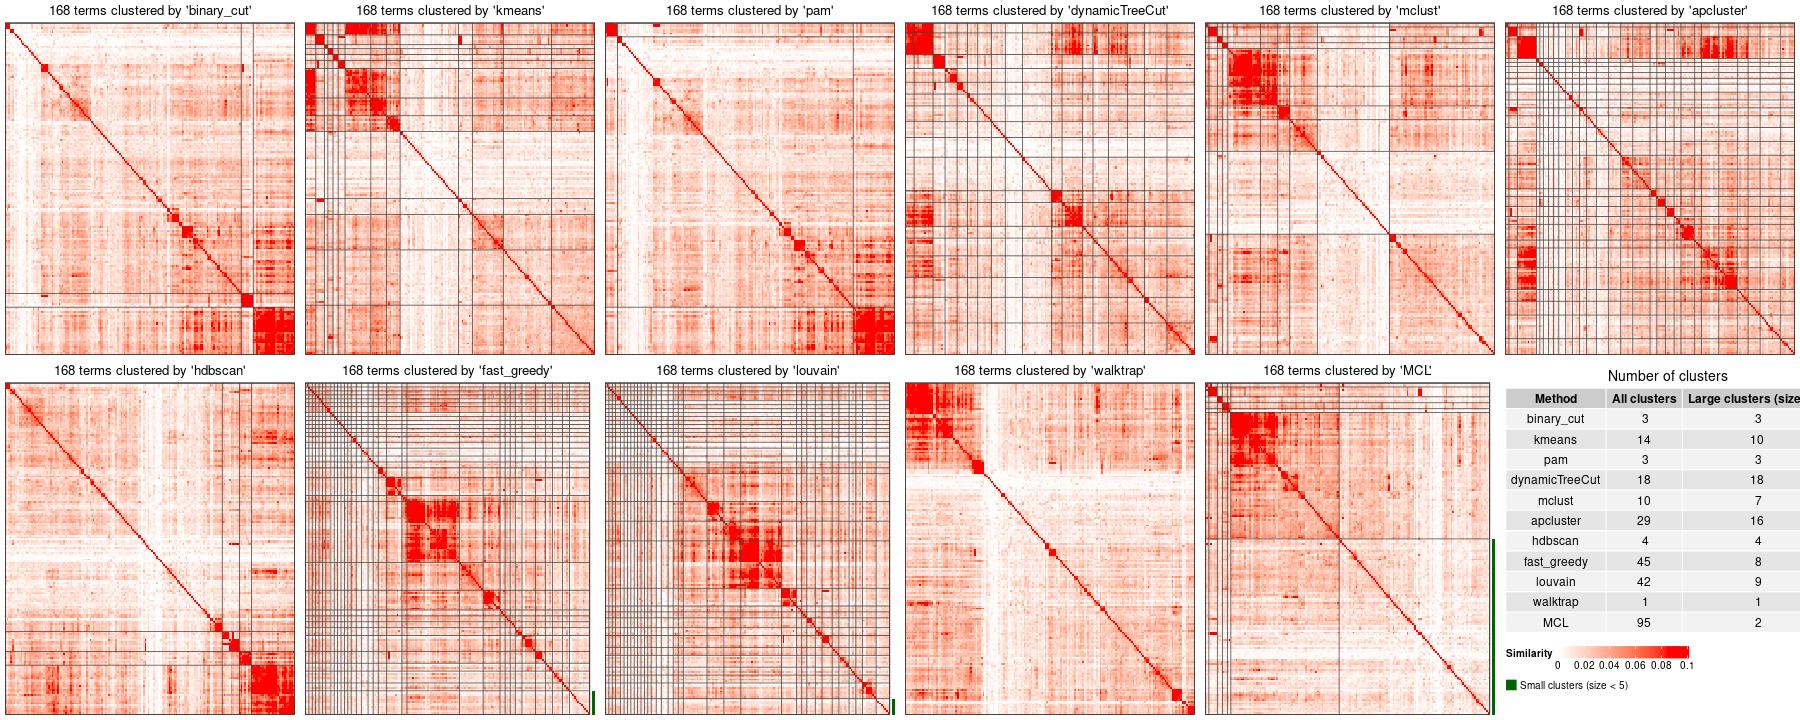 168 terms clustered by 'binary_cut'
168 terms clustered by 'kmeans'
168 terms clustered by 'pam'
168 terms clustered by 'dynamicTreeCut'
168 terms clustered by 'mclust'
168 terms clustered by 'apcluster'
168 terms clustered by 'hdbscan'
168 terms clustered by 'fast_greedy'
168 terms clustered by 'louvain'
168 terms clustered by 'walktrap'
168 terms clustered by 'MCL'
Number of clusters
Method All clusters Large clusters (size
binary_cut 3 3
kmeans 14 10
pam 3 3
dynamicTreeCut 18 18
mclust 10 7
apcluster 29 16
hdbscan 4 4
fast_greedy 45 8
louvain 42 9
walktrap 1 1
MCL 95 2
Similarity
0 0.02 0.04 0.06 0.08 0.1
Small clusters (size < 5)